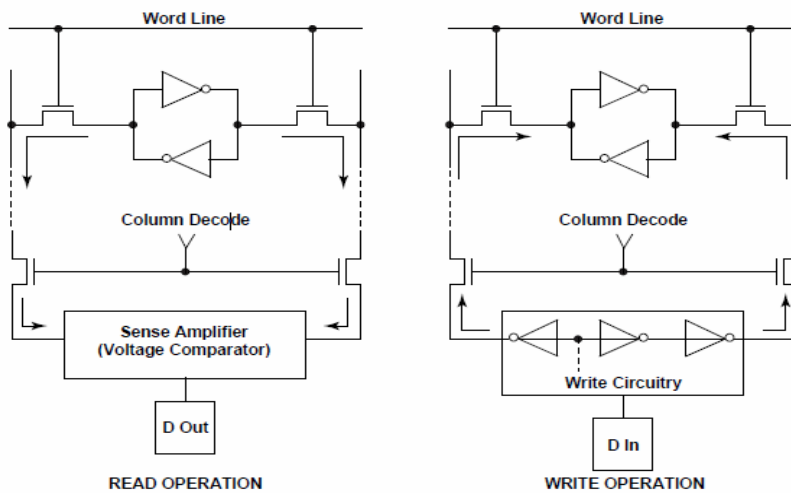 Word Line
Column Decode
Sense Amplifier
(Voltage Comparator)
D Out
READ OPERATION
Word Line
Column Decode
Write Circuitry
D In
WRITE OPERATION